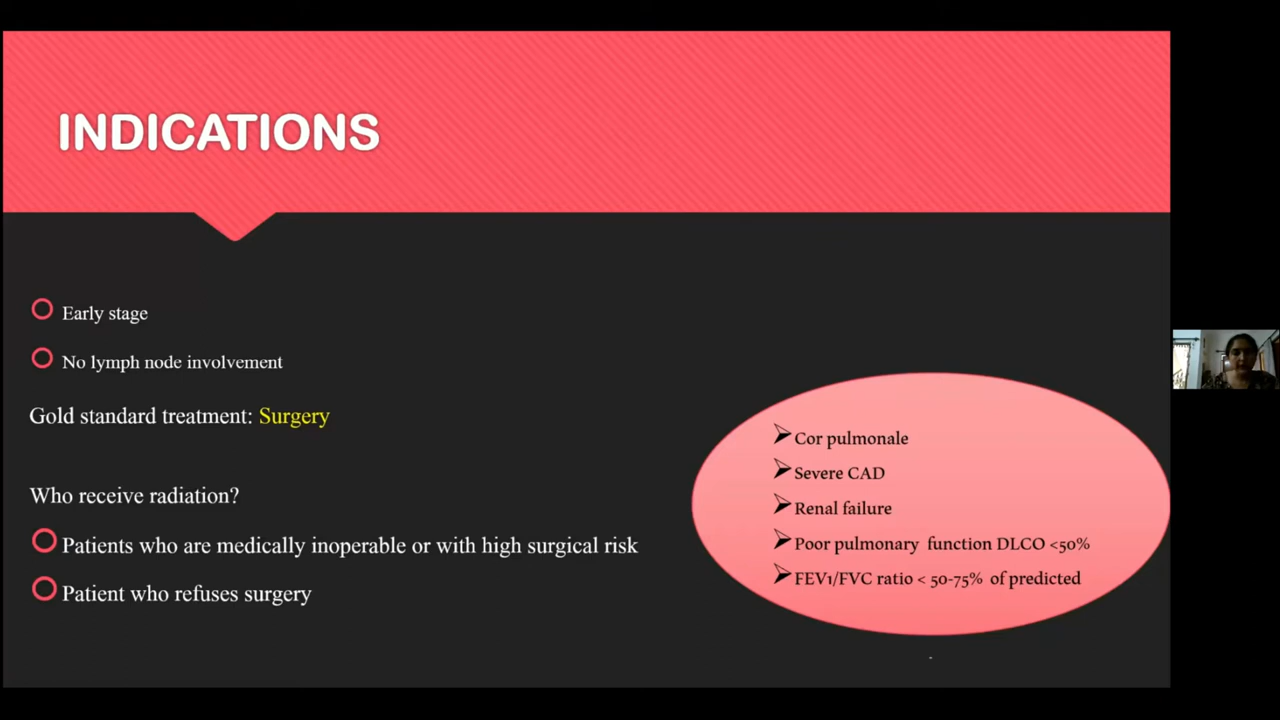 INDICATIONS
Early stage
No lymph node involvement
Gold standard treatment: Surgery
Who receive radiation?
Patients who are medically inoperable or with high surgical risk
Patient who refuses surgery
Cor pulmonale
Severe CAD
Renal failure
Poor pulmonary function DLCO <50%
FEV1/FVC ratio < 50-75% of predicted